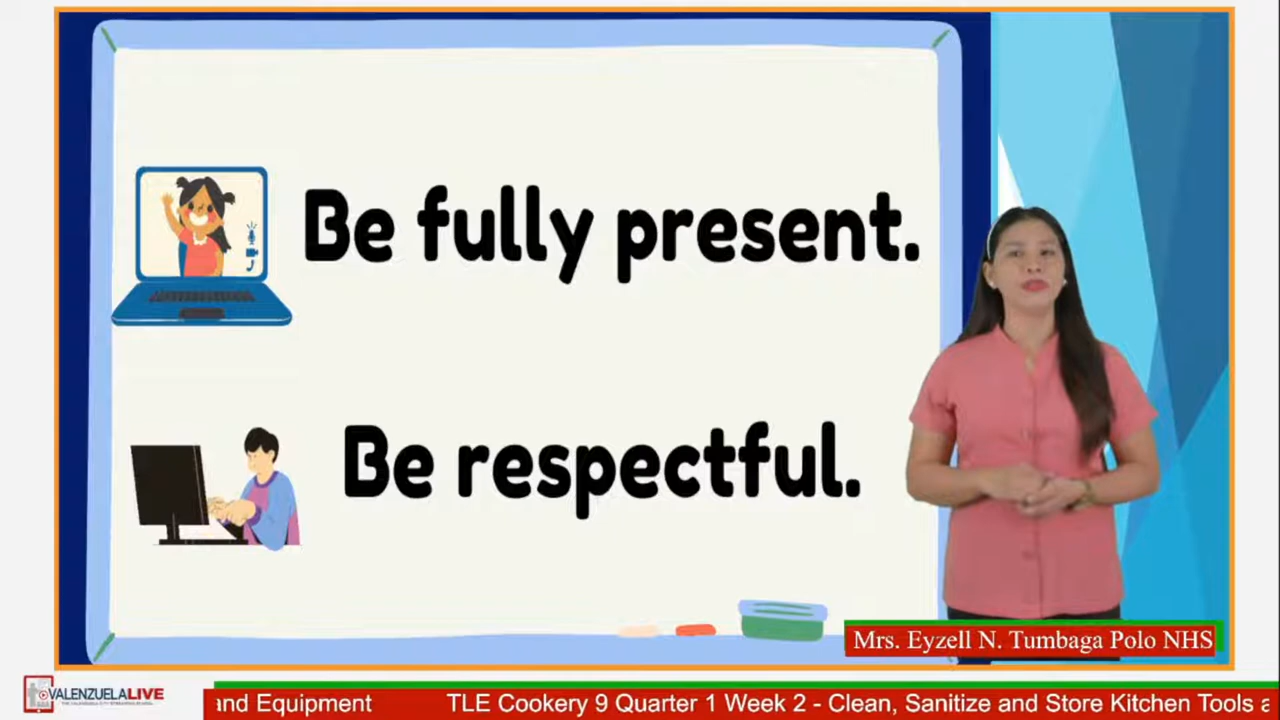 Be fully present.
Be respectful.
Mrs. Eyzell N. Tumbaga Polo NHS
VALENZUELALIVE
and Equipment TLE Cookery 9 Quarter 1 Week 2 - Clean, Sanitize and Store Kitchen Tools a